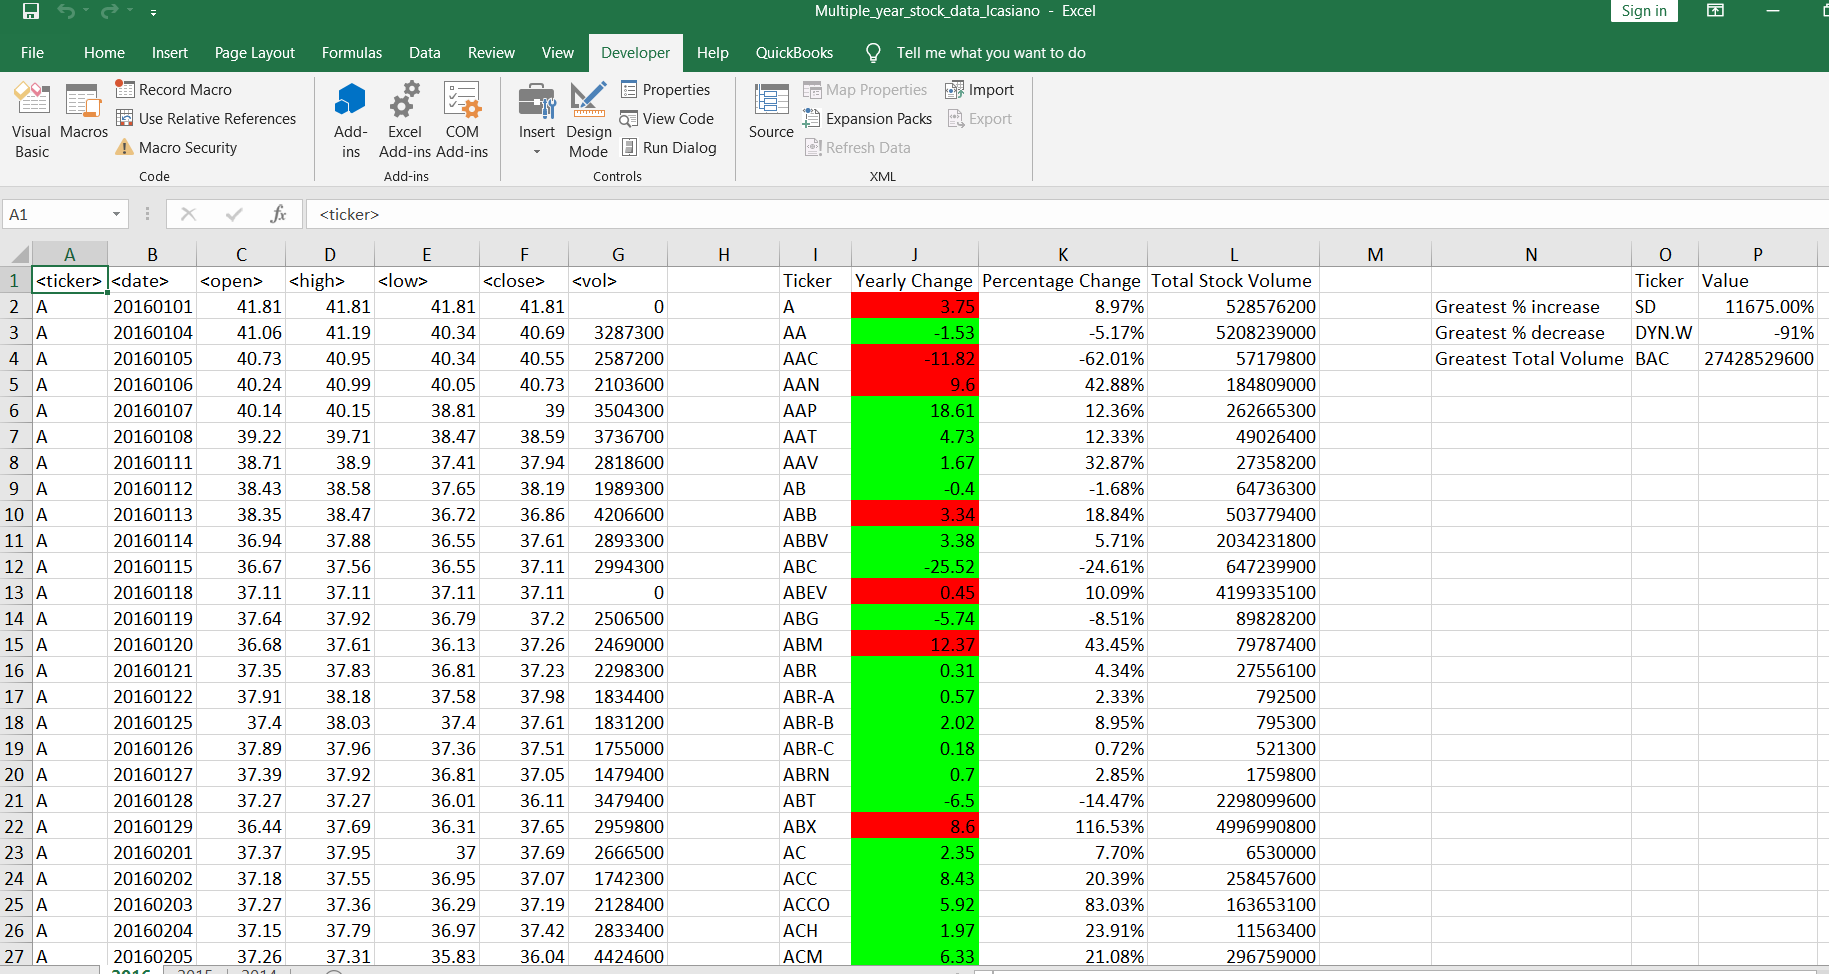 Multiple_year_stock_data_lcasiano - Excel Sign in
File Home Insert Page Layout Formulas Data Review View Developer Help QuickBooks Tell me what you want to do
Visual Basic Macros Record Macro Use Relative References Macro Security
Code
Add-ins Excel Add-ins COM Add-ins
Add-ins
Insert Design Mode Properties View Code Run Dialog
Controls
Source Map Properties Expansion Packs Refresh Data Import Export
XML
A1 fx <ticker>
A B C D E F G H I J K L M N O P
1 <ticker> <date> <open> <high> <low> <close> <vol> Ticker Yearly Change Percentage Change Total Stock Volume Ticker Value
2 A 20160101 41.81 41.81 41.81 41.81 0 A 3.75 8.97% 528576200 Greatest % increase SD 11675.00%
3 A 20160104 41.06 41.19 40.34 40.69 3287300 AA -1.53 -5.17% 5208239000 Greatest % decrease DYN.W -91%
4 A 20160105 40.73 40.95 40.34 40.55 2587200 AAC -11.82 -62.01% 57179800 Greatest Total Volume BAC 27428529600
5 A 20160106 40.24 40.99 40.05 40.73 2103600 AAN 9.6 42.88% 184809000
6 A 20160107 40.14 40.15 38.81 39 3504300 AAP 18.61 12.36% 262665300
7 A 20160108 39.22 39.71 38.47 38.59 3736700 AAT 4.73 12.33% 49026400
8 A 20160111 38.71 38.9 37.41 37.94 2818600 AAV 1.67 32.87% 27358200
9 A 20160112 38.43 38.58 37.65 38.19 1989300 AB -0.4 -1.68% 64736300
10 A 20160113 38.35 38.47 36.72 36.86 4206600 ABB 3.34 18.84% 503779400
11 A 20160114 36.94 37.88 36.55 37.61 2893300 ABBV 3.38 5.71% 2034231800
12 A 20160115 36.67 37.56 36.55 37.11 2994300 ABC -25.52 -24.61% 647239900
13 A 20160118 37.11 37.11 37.11 37.11 0 ABEV 0.45 10.09% 4199335100
14 A 20160119 37.64 37.92 36.79 37.2 2506500 ABG -5.74 -8.51% 89828200
15 A 20160120 36.68 37.61 36.13 37.26 2469000 ABM 12.37 43.45% 79787400
16 A 20160121 37.35 37.83 36.81 37.23 2298300 ABR 0.31 4.34% 27556100
17 A 20160122 37.91 38.18 37.58 37.98 1834400 ABR-A 0.57 2.33% 792500
18 A 20160125 37.4 38.03 37.4 37.61 1831200 ABR-B 2.02 8.95% 795300
19 A 20160126 37.89 37.96 37.36 37.51 1755000 ABR-C 0.18 0.72% 521300
20 A 20160127 37.39 37.92 36.81 37.05 1479400 ABRN 0.7 2.85% 1759800
21 A 20160128 37.27 37.27 36.01 36.11 3479400 ABT -6.5 -14.47% 2298099600
22 A 20160129 36.44 37.69 36.31 37.65 2959800 ABX 8.6 116.53% 4996990800
23 A 20160201 37.37 37.95 37 37.69 2666500 AC 2.35 7.70% 6530000
24 A 20160202 37.18 37.55 36.95 37.07 1742300 ACC 8.43 20.39% 258457600
25 A 20160203 37.27 37.36 36.29 37.19 2128400 ACCO 5.92 83.03% 163653100
26 A 20160204 37.15 37.79 36.97 37.42 2833400 ACH 1.97 23.91% 11563400
27 A 20160205 37.26 37.31 35.83 36.04 4424600 ACM 6.33 21.08% 296759000
2016 2015 2014